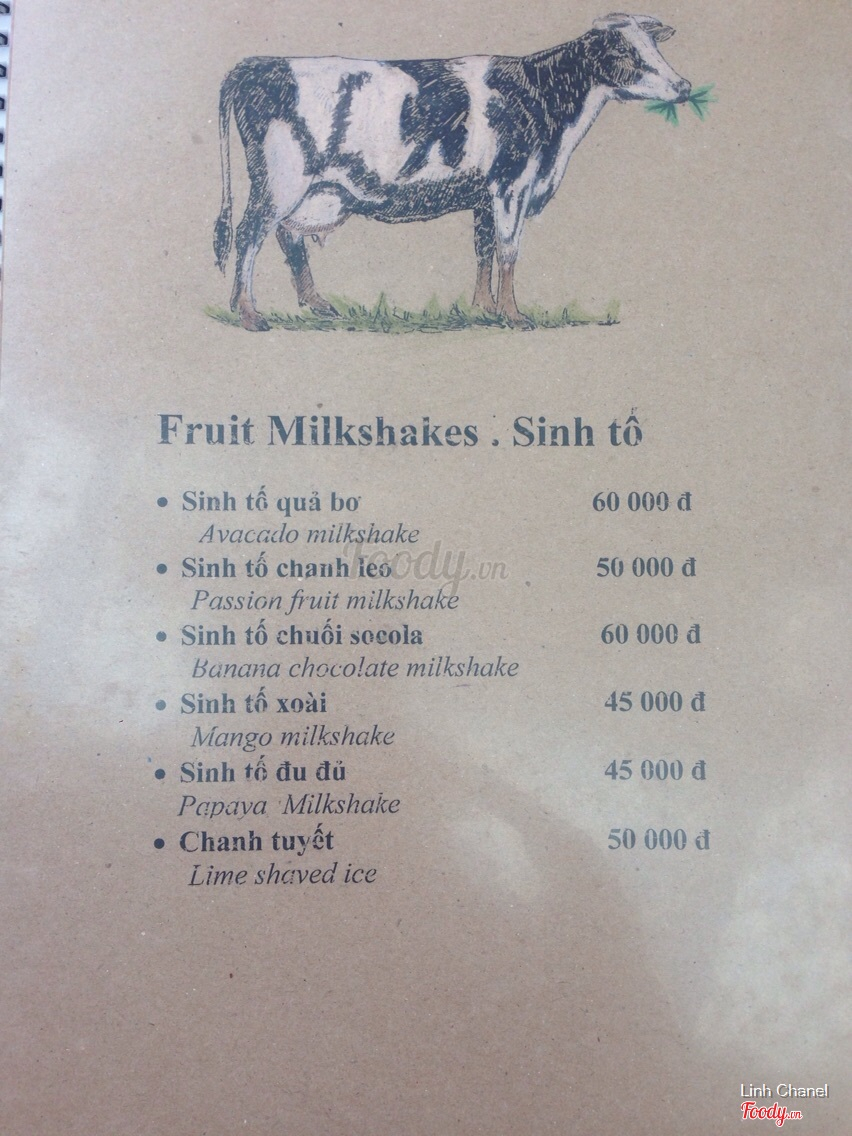 Fruit Milkshakes . Sinh tố
• Sinh tố quả bơ 60 000 đ
Avacado milkshake
Foody.vn
• Sinh tố chanh leo 50 000 đ
Passion fruit milkshake
• Sinh tố chuối socola 60 000 đ
Banana chocolate milkshake
• Sinh tố xoài 45 000 đ
Mango milkshake
• Sinh tố đu đủ 45 000 đ
Papaya Milkshake
• Chanh tuyết 50 000 đ
Lime shaved ice
Linh Chanel
Foody.vn